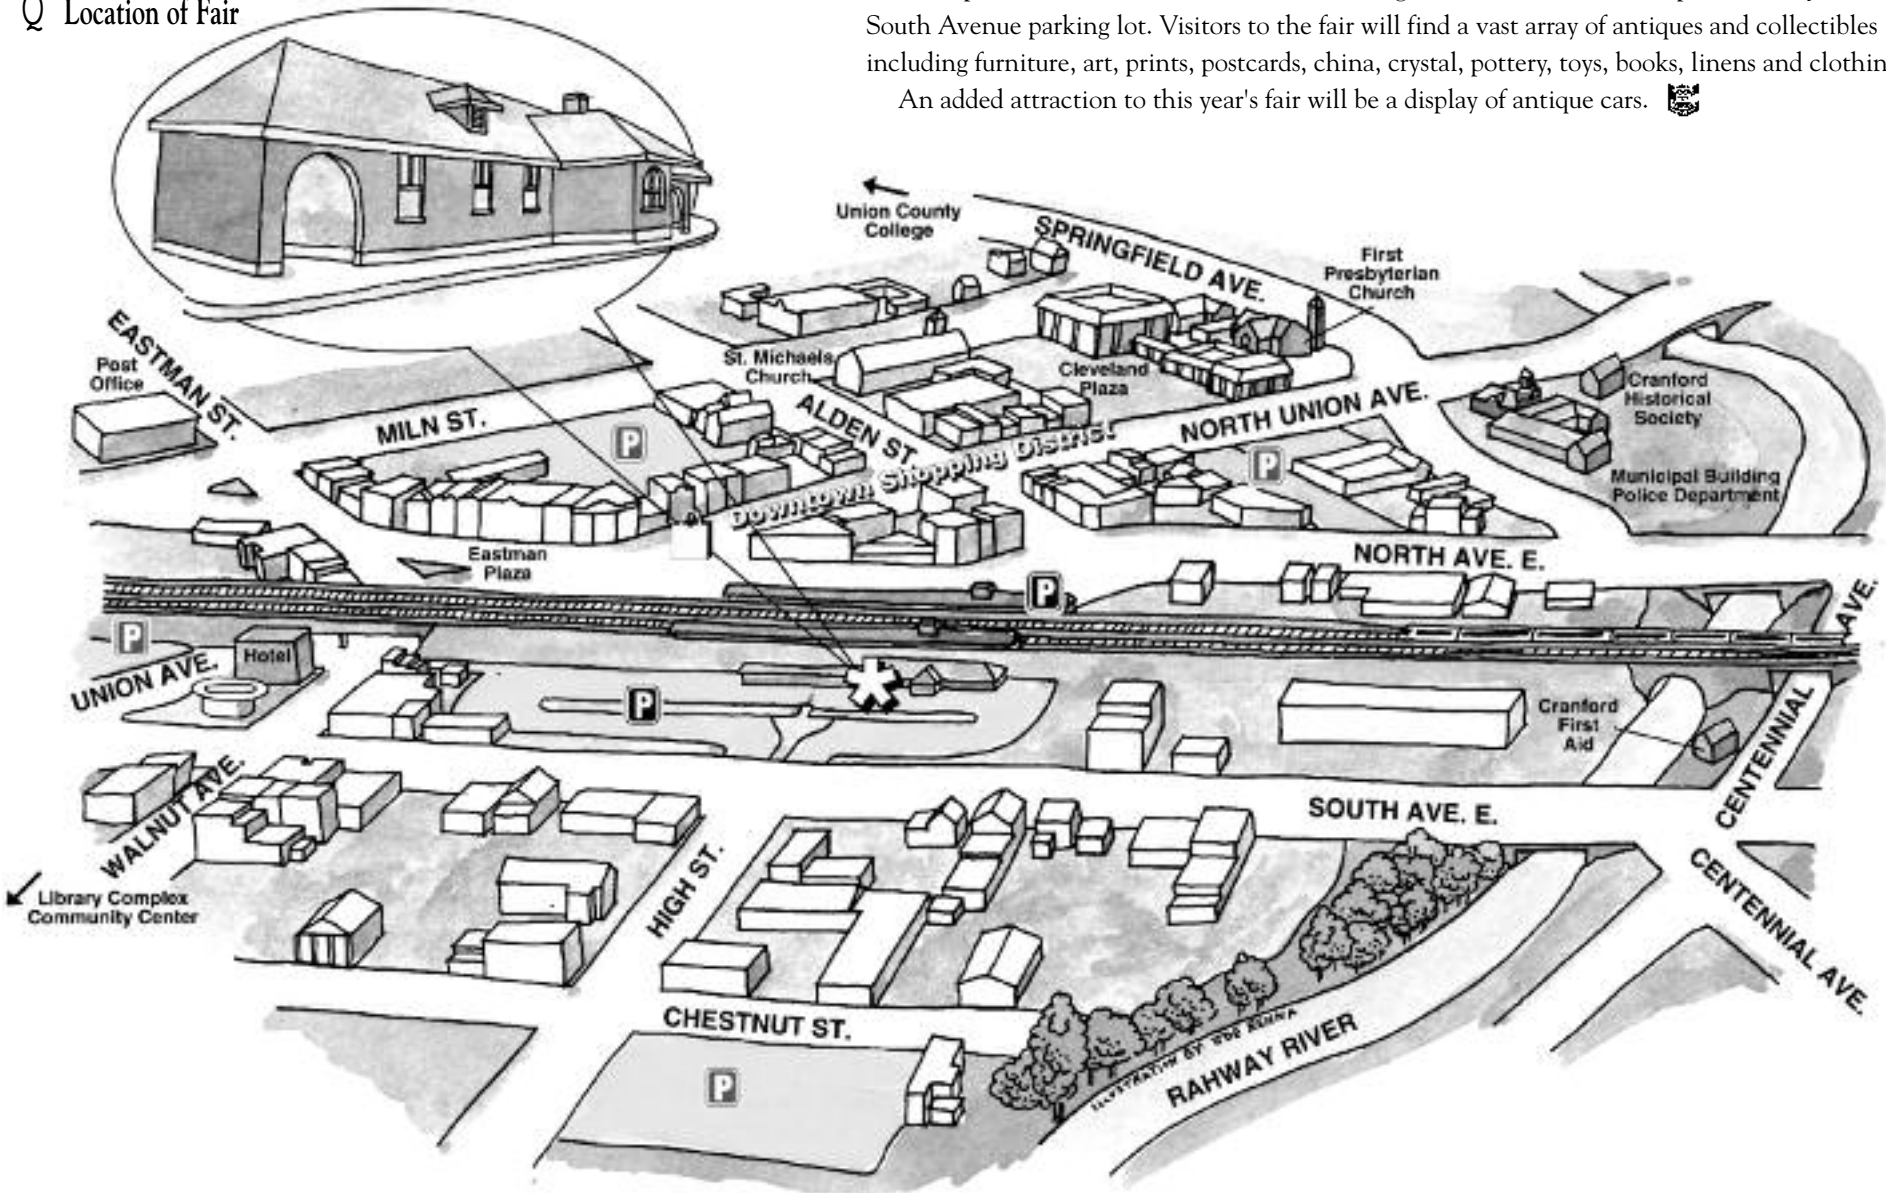 Q Location of Fair
South Avenue parking lot. Visitors to the fair will find a vast array of antiques and collectibles
including furniture, art, prints, postcards, china, crystal, pottery, toys, books, linens and clothin
An added attraction to this year's fair will be a display of antique cars.
Union County
College
SPRINGFIELD AVE.
First
Presbyterian
Church
EASTMAN ST.
Post
Office
St. Michaels
Church
Cleveland
Plaza
Cranford
Historical
Society
MILN ST.
ALDEN ST.
NORTH UNION AVE.
P
Downtown Shopping District
P
Municipal Building
Police Department
Eastman
Plaza
NORTH AVE. E.
P
AVE.
P
Hotel
UNION AVE.
P
Cranford
First
Aid
CENTENNIAL
WALNUT AVE.
SOUTH AVE. E.
Library Complex
Community Center
HIGH ST.
CENTENNIAL AVE.
CHESTNUT ST.
P
ILLUSTRATION BY
RAHWAY RIVER